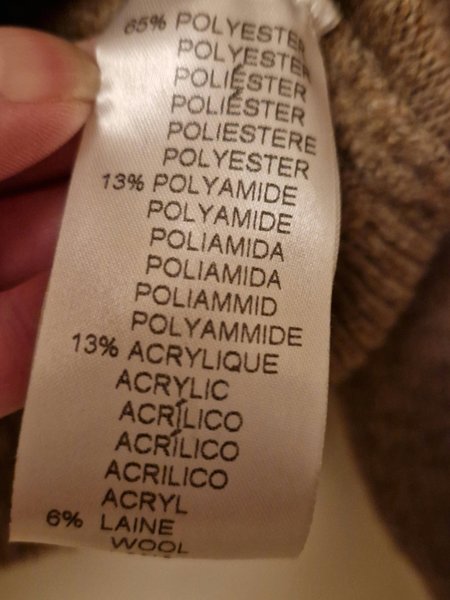 65% POLYESTER
POLYESTER
POLIÉSTER
POLIÉSTER
POLIESTERE
POLYESTER
13% POLYAMIDE
POLYAMIDE
POLIAMIDA
POLIAMIDA
POLIAMMID
POLYAMMIDE
13% ACRYLIQUE
ACRYLIC
ACRÍLICO
ACRÍLICO
ACRILICO
ACRYL
6% LAINE
WOOL